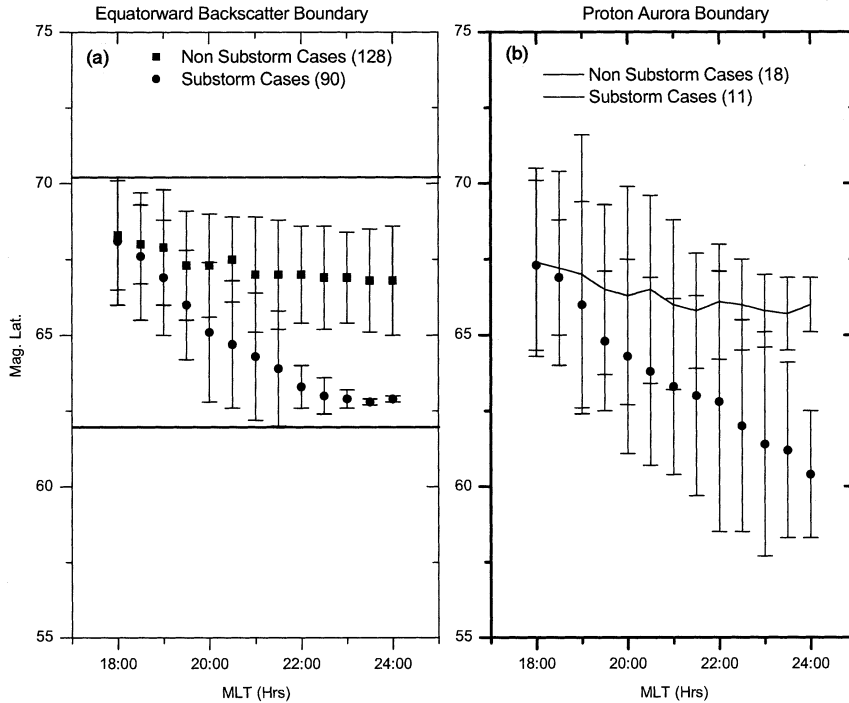 Equatorward Backscatter Boundary
Proton Aurora Boundary
75
(a)
Non Substorm Cases (128)
Substorm Cases (90)
70
65
60
55
Mag. Lat.
18:00
20:00
22:00
24:00
MLT (Hrs)
75
(b)
Non Substorm Cases (18)
Substorm Cases (11)
70
65
60
55
18:00
20:00
22:00
24:00
MLT (Hrs)